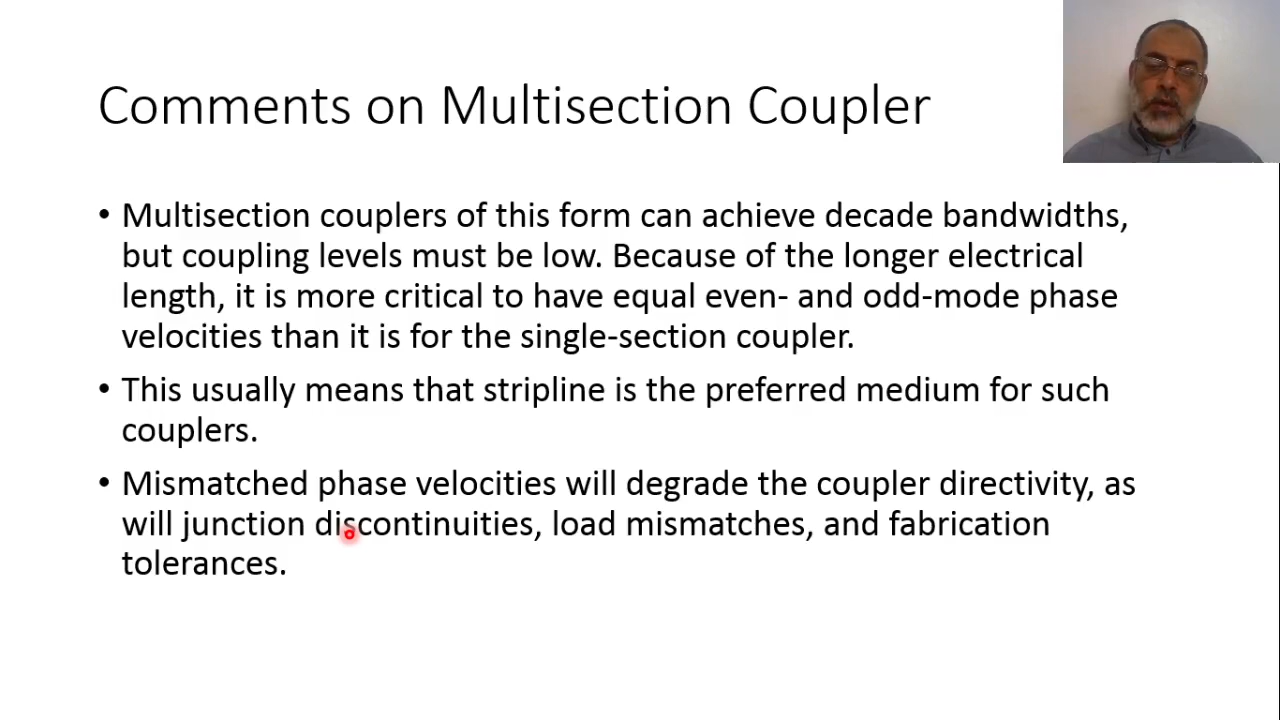 Comments on Multisection Coupler
• Multisection couplers of this form can achieve decade bandwidths,
but coupling levels must be low. Because of the longer electrical
length, it is more critical to have equal even- and odd-mode phase
velocities than it is for the single-section coupler.
• This usually means that stripline is the preferred medium for such
couplers.
• Mismatched phase velocities will degrade the coupler directivity, as
will junction discontinuities, load mismatches, and fabrication
tolerances.